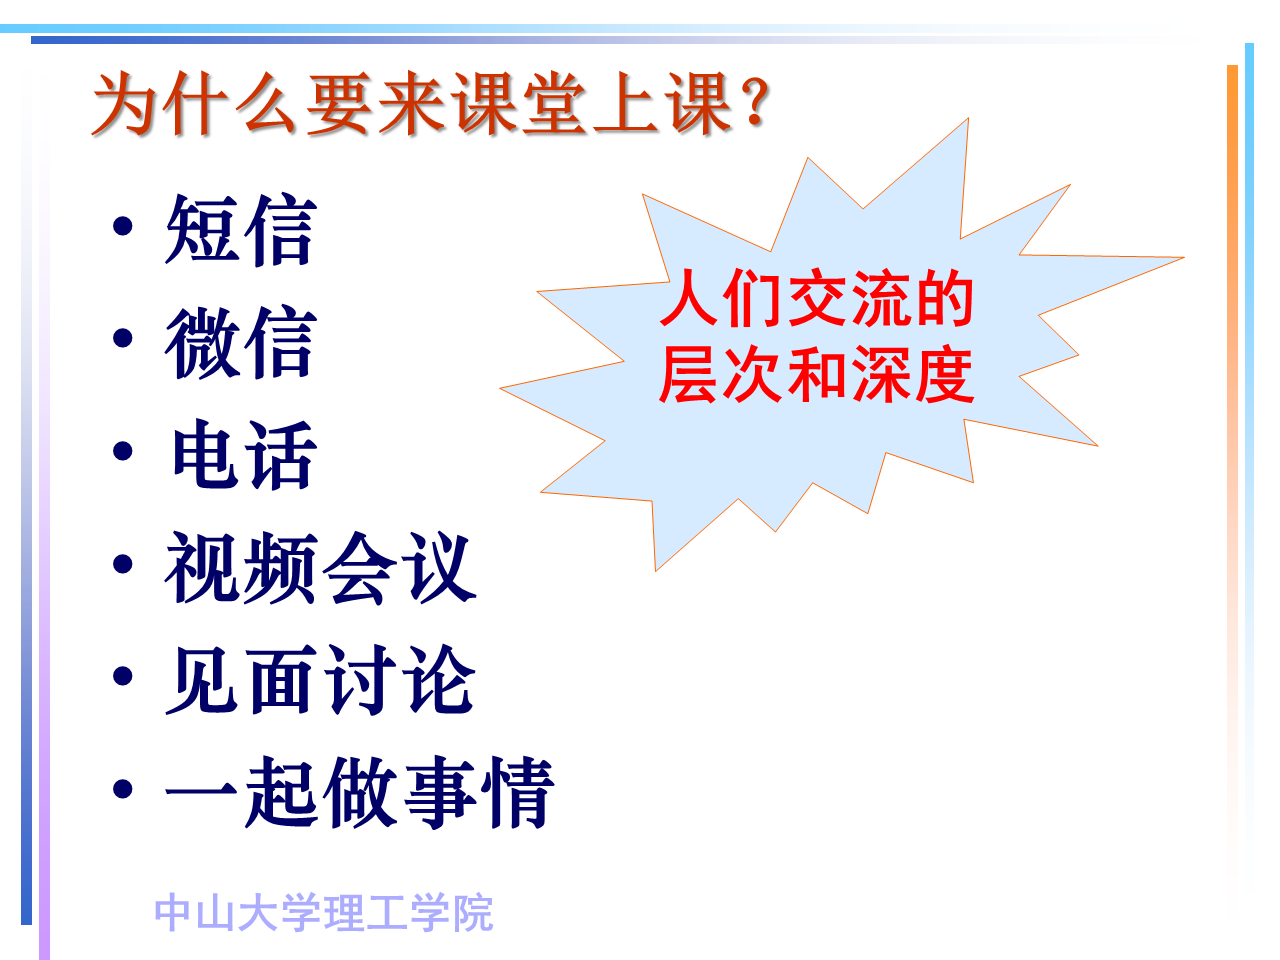 为什么要来课堂上课？
• 短信
• 微信
• 电话
• 视频会议
• 见面讨论
• 一起做事情
人们交流的
层次和深度
中山大学理工学院